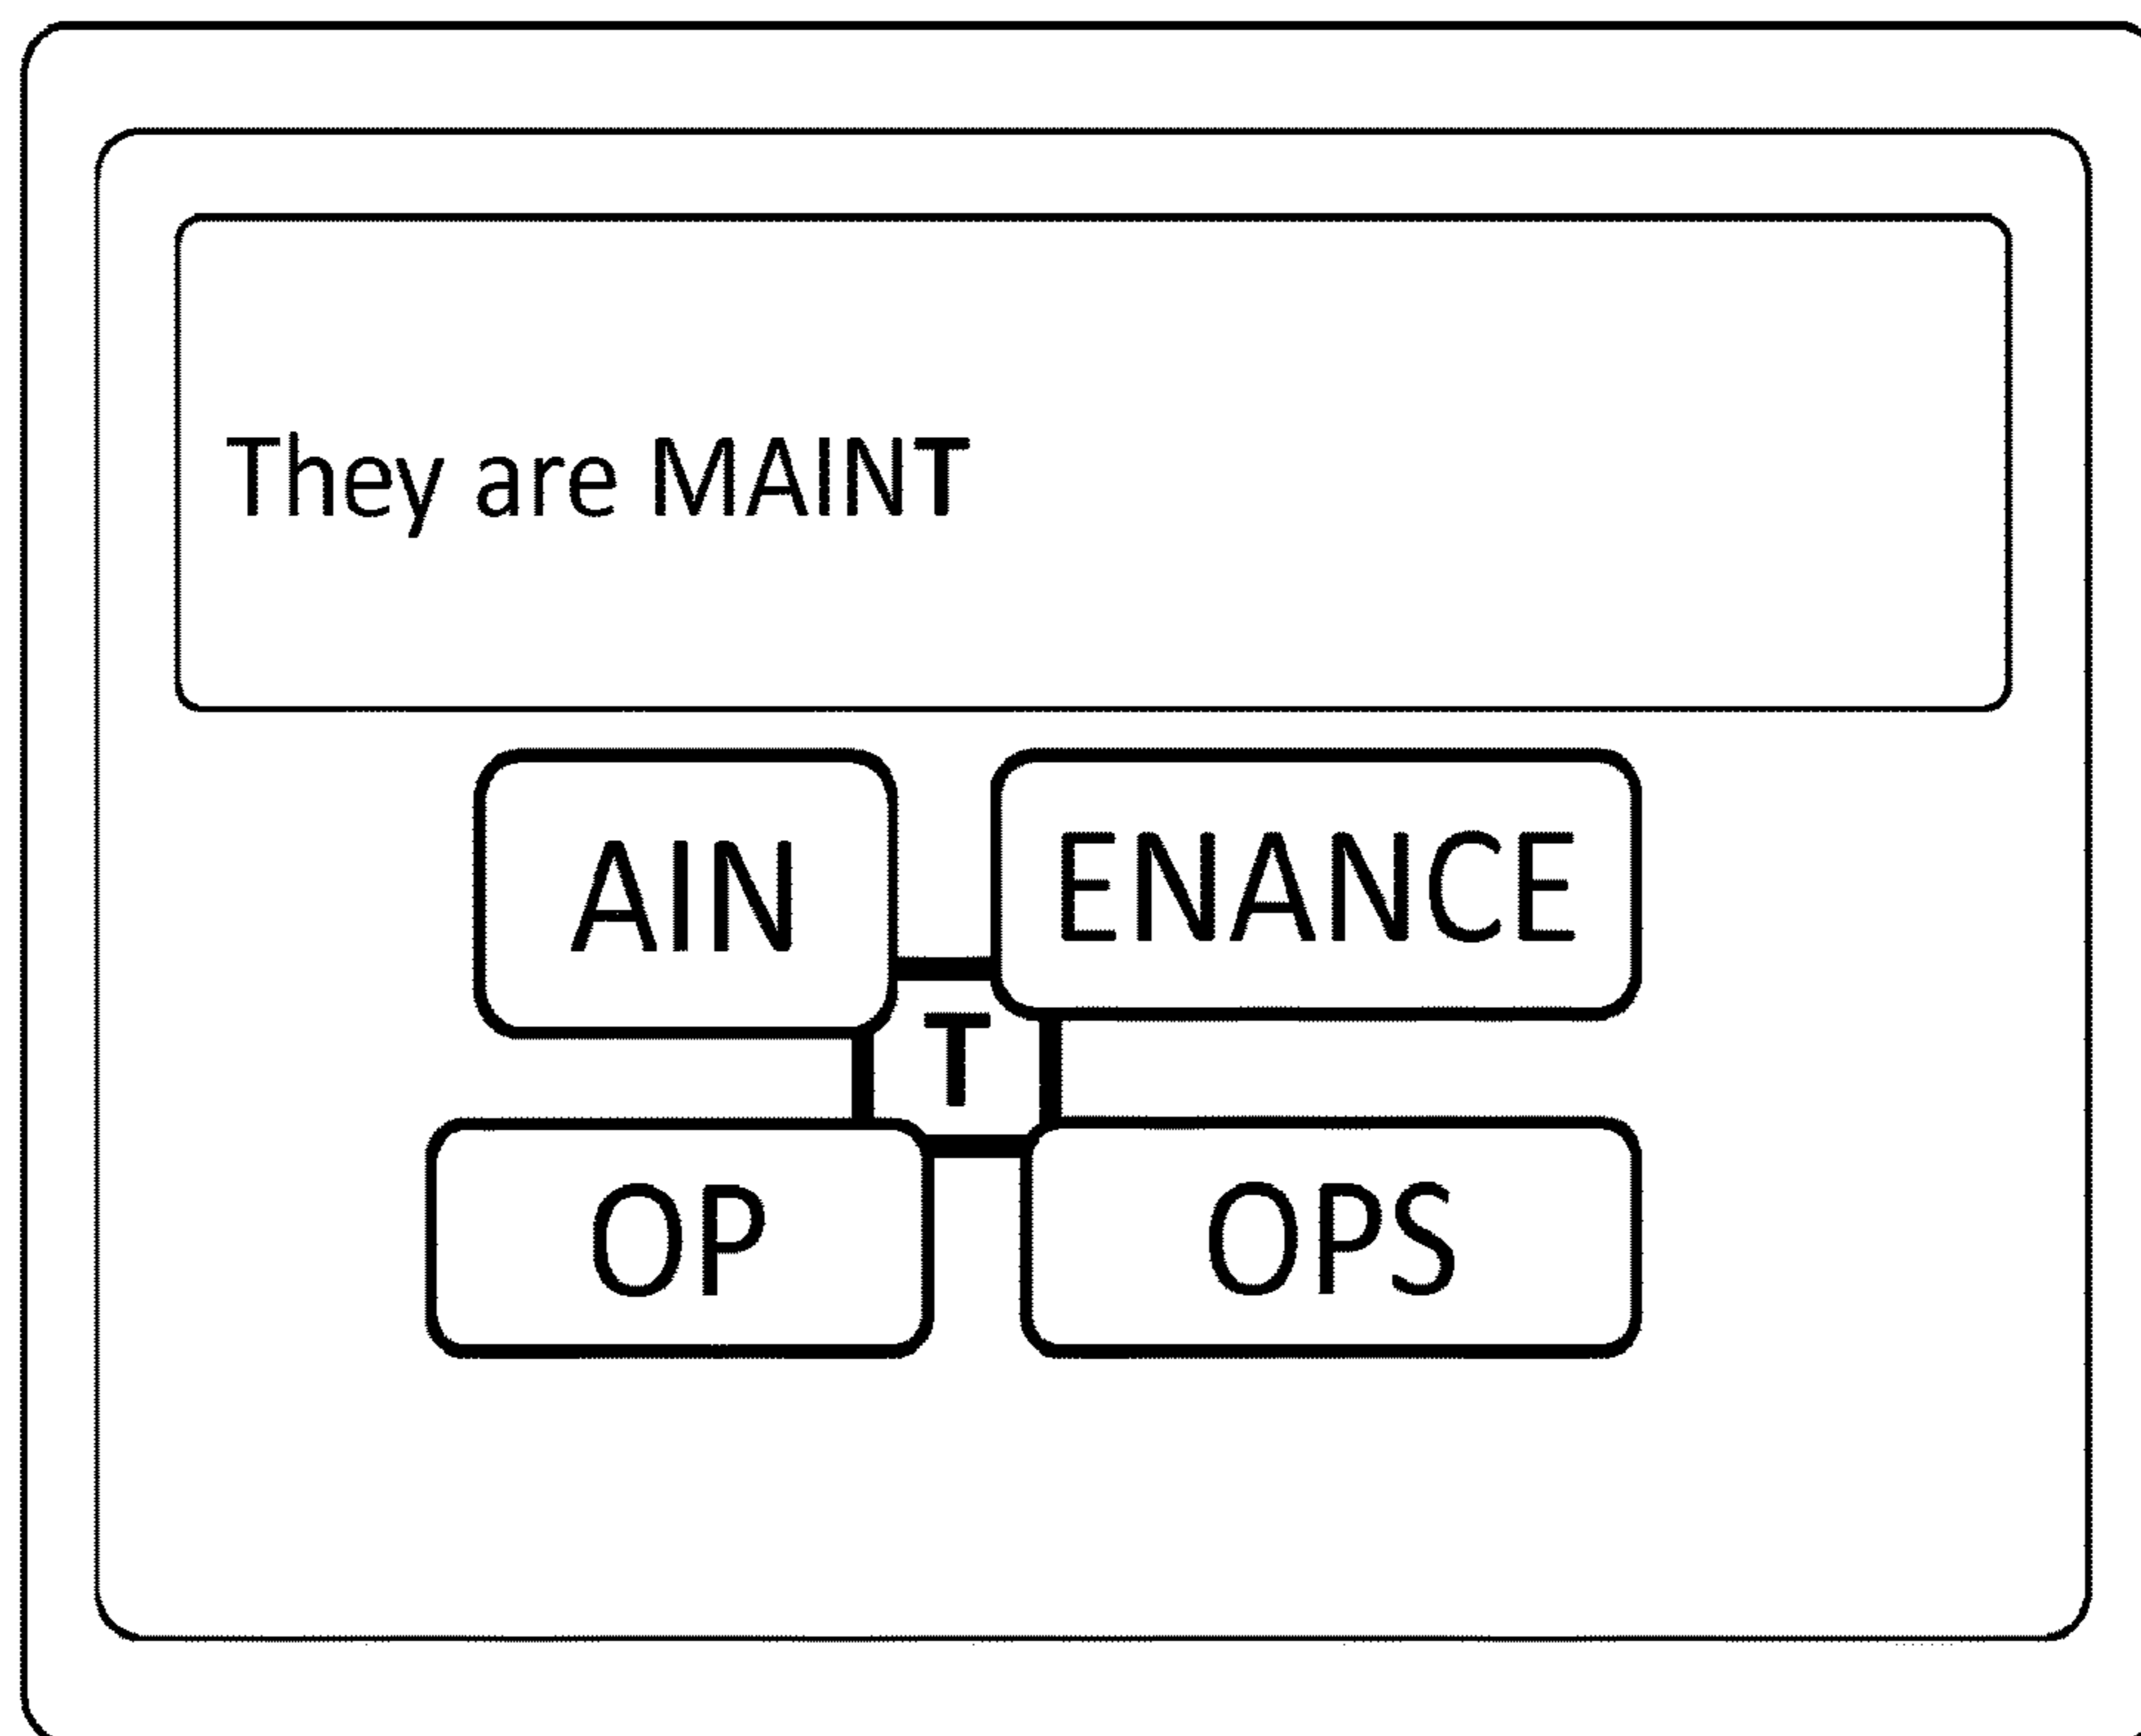 They are MAINT
AIN
ENANCE
T
OP
OPS